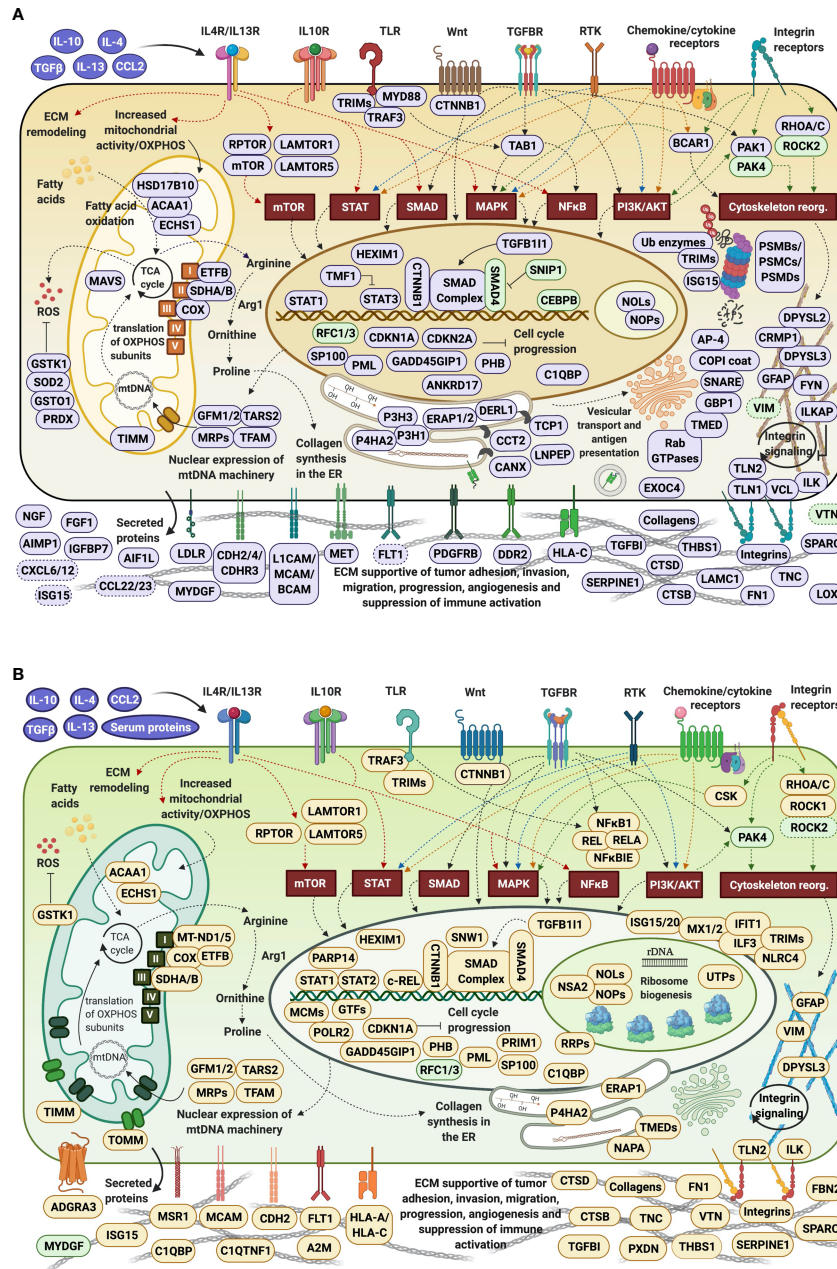 A
IL-10
IL-4
TGFβ
IL-13
CCL2
IL4R/IL13R
IL10R
TLR
Wnt
TGFBR
RTK
Chemokine/cytokine
receptors
Integrin
receptors
ECM
remodeling
Increased
mitochondrial
activity/OXPHOS
TRIMs
MYD88
TRAF3
CTNNB1
RPTOR
LAMTOR1
mTOR
LAMTOR5
TAB1
BCAR1
PAK1
PAK4
RHOA/C
ROCK2
Fatty
acids
Fatty acid
oxidation
HSD17B10
ACAA1
ECHS1
mTOR
STAT
SMAD
MAPK
NFκB
PI3K/AKT
Cytoskeleton reorg.
MAVS
TCA
cycle
I
II
III
IV
V
ETFB
SDHA/B
COX
ROS
translation
of OXPHOS
subunits
mtDNA
GSTK1
SOD2
GSTO1
PRDX
TIMM
Arginine
Arg1
Ornithine
Proline
GFM1/2
TARS2
MRPs
TFAM
Nuclear expression of
mtDNA machinery
Collagen
synthesis
in the ER
HEXIM1
TGFB1I1
TMF1
CTNNB1
SMAD
Complex
SMAD4
SNIP1
STAT1
STAT3
CEBPB
NOLs
NOPs
RFC1/3
CDKN1A
CDKN2A
Cell cycle
progression
SP100
PML
GADD45GIP1
PHB
ANKRD17
C1QBP
QH
QH
OH
OH
P3H3
ERAP1/2
DERL1
P4HA2
P3H1
CCT2
TCP1
CANX
LNPEP
Vesicular
transport and
antigen
presentation
Ub enzymes
TRIMs
ISG15
PSMBs/
PSMCs/
PSMDs
AP-4
COPI coat
SNARE
GBP1
TMED
Rab
GTPases
EXOC4
DPYSL2
CRMP1
DPYSL3
GFAP
FYN
VIM
ILKAP
Integrin
signaling
TLN2
TLN1
VCL
ILK
NGF
FGF1
AIMP1
IGFBP7
CXCL6/12
ISG15
Secreted
proteins
AIF1L
CCL22/23
LDLR
MYDGF
CDH2/4/
CDHR3
L1CAM/
MCAM/
BCAM
MET
FLT1
PDGFRB
DDR2
HLA-C
ECM supportive of tumor adhesion, invasion,
migration, progression, angiogenesis and
suppression of immune activation
Collagens
TGFBI
THBS1
Integrins
VTN
SPARC
CTSD
SERPINE1
LAMC1
TNC
CTSB
FN1
LOX
B
IL-10
IL-4
CCL2
TGFβ
IL-13
Serum proteins
IL4R/IL13R
IL10R
TLR
Wnt
TGFBR
RTK
Chemokine/cytokine
receptors
Integrin
receptors
Fatty
acids
ECM
remodeling
Increased
mitochondrial
activity/OXPHOS
TRAF3
TRIMs
CTNNB1
LAMTOR1
RPTOR
LAMTOR5
NFκB1
REL
RELA
NFκBIE
CSK
PAK4
RHOA/C
ROCK1
ROCK2
ROS
GSTK1
ACAA1
ECHS1
mTOR
STAT
SMAD
MAPK
NFκB
PI3K/AKT
Cytoskeleton reorg.
TCA
cycle
I
II
III
IV
V
MT-ND1/5
COX
ETFB
SDHA/B
translation
of OXPHOS
subunits
mtDNA
TIMM
TOMM
Arginine
Arg1
Ornithine
Proline
GFM1/2
TARS2
MRPs
TFAM
Nuclear expression of
mtDNA machinery
HEXIM1
PARP14
SNW1
TGFB1I1
STAT1
STAT2
c-REL
CTNNB1
SMAD
Complex
SMAD4
MCMs
GTFs
POLR2
CDKN1A
Cell cycle
progression
GADD45GIP1
PHB
PRIM1
RFC1/3
PML
SP100
C1QBP
RRPs
ISG15/20
MX1/2
IFIT1
ILF3
TRIMs
NLRC4
rDNA
NSA2
NOLs
NOPs
Ribosome
biogenesis
UTPs
QH
QH
OH
OH
ERAP1
P4HA2
TMEDs
NAPA
Collagen
synthesis in
the ER
GFAP
VIM
DPYSL3
Integrin
signaling
TLN2
ILK
ADGRA3
MYDGF
ISG15
Secreted
proteins
MSR1
MCAM
CDH2
FLT1
HLA-A/
HLA-C
C1QBP
C1QTNF1
A2M
ECM supportive of tumor
adhesion, invasion, migration,
progression, angiogenesis and
suppression of immune
activation
CTSD
Collagens
FN1
FBN2
CTSB
TNC
VTN
Integrins
SPARC
TGFBI
PXDN
THBS1
SERPINE1